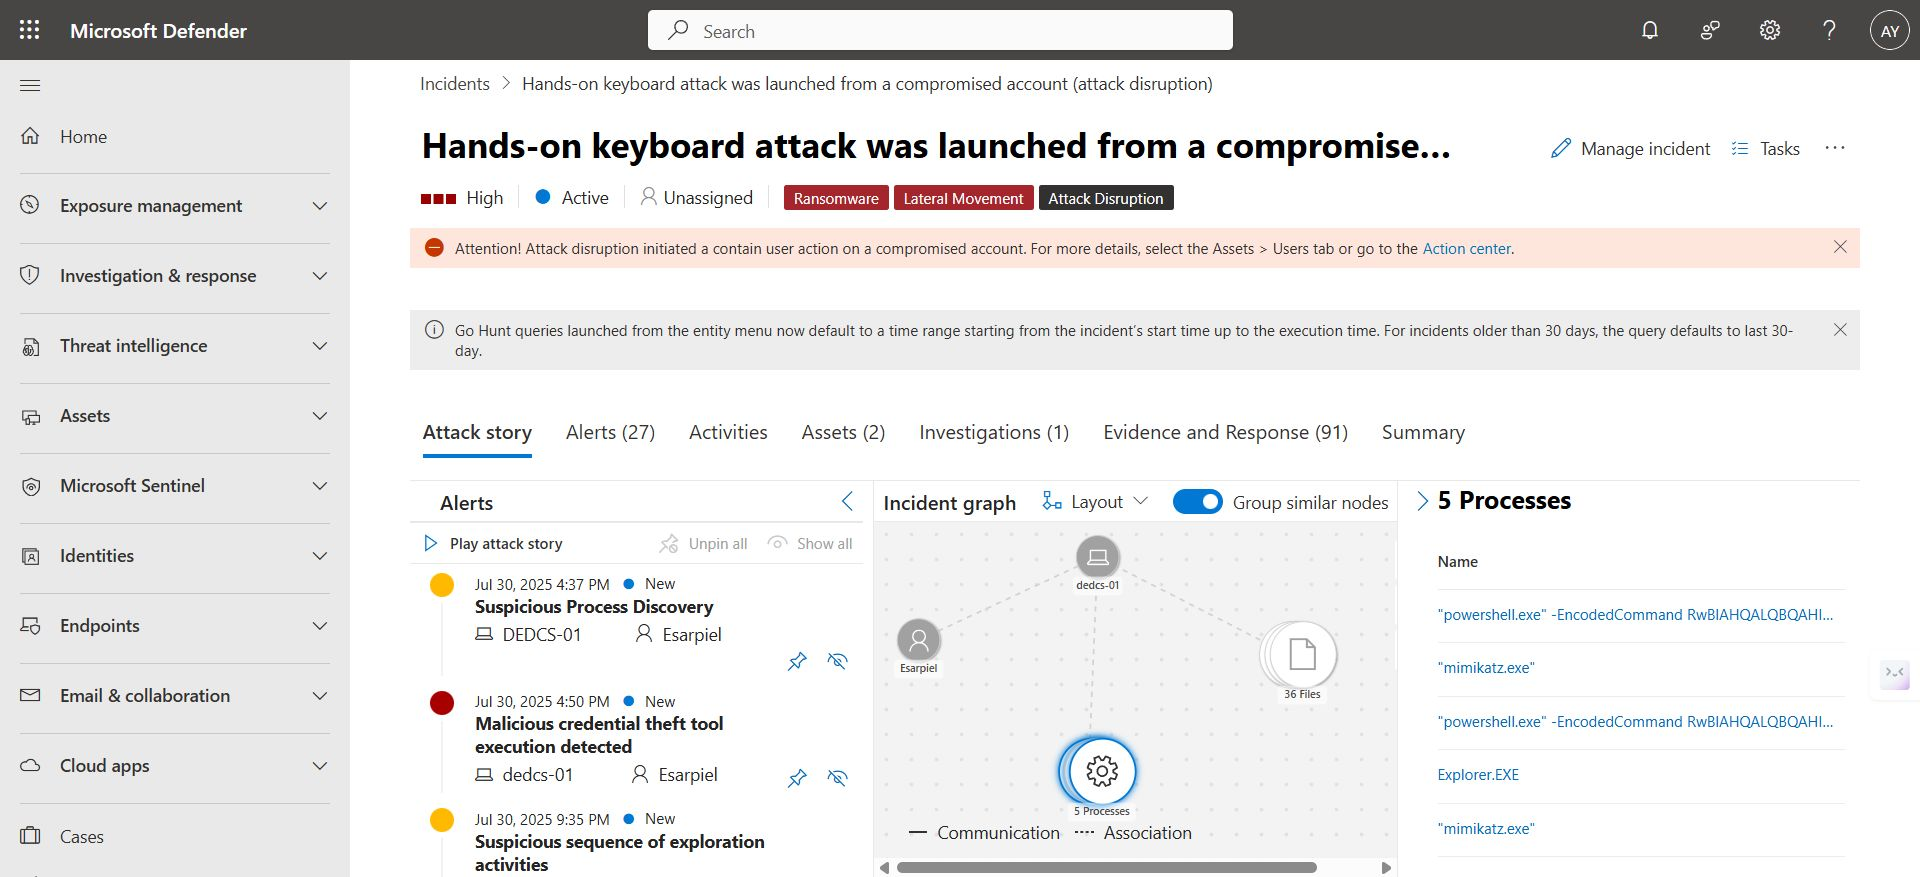 Microsoft Defender
Search
AY
Home
Exposure management
Investigation & response
Threat intelligence
Assets
Microsoft Sentinel
Identities
Endpoints
Email & collaboration
Cloud apps
Cases
Incidents > Hands-on keyboard attack was launched from a compromised account (attack disruption)
Hands-on keyboard attack was launched from a compromise...
Manage incident
Tasks
High
Active
Unassigned
Ransomware
Lateral Movement
Attack Disruption
Attention! Attack disruption initiated a contain user action on a compromised account. For more details, select the Assets > Users tab or go to the Action center.
Go Hunt queries launched from the entity menu now default to a time range starting from the incident's start time up to the execution time. For incidents older than 30 days, the query defaults to last 30-
day.
Attack story
Alerts (27)
Activities
Assets (2)
Investigations (1)
Evidence and Response (91)
Summary
Alerts
Play attack story
Unpin all
Show all
Jul 30, 2025 4:37 PM
New
Suspicious Process Discovery
DEDCS-01
Esarpiel
Jul 30, 2025 4:50 PM
New
Malicious credential theft tool
execution detected
dedcs-01
Esarpiel
Jul 30, 2025 9:35 PM
New
Suspicious sequence of exploration
activities
Incident graph
Layout
Group similar nodes
dedcs-01
Esarpiel
36 Files
5 Processes
Communication
Association
5 Processes
Name
"powershell.exe" -EncodedCommand RwBlAHQALQBQAHI...
"mimikatz.exe"
"powershell.exe" -EncodedCommand RwBlAHQALQBQAHI...
Explorer.EXE
"mimikatz.exe"